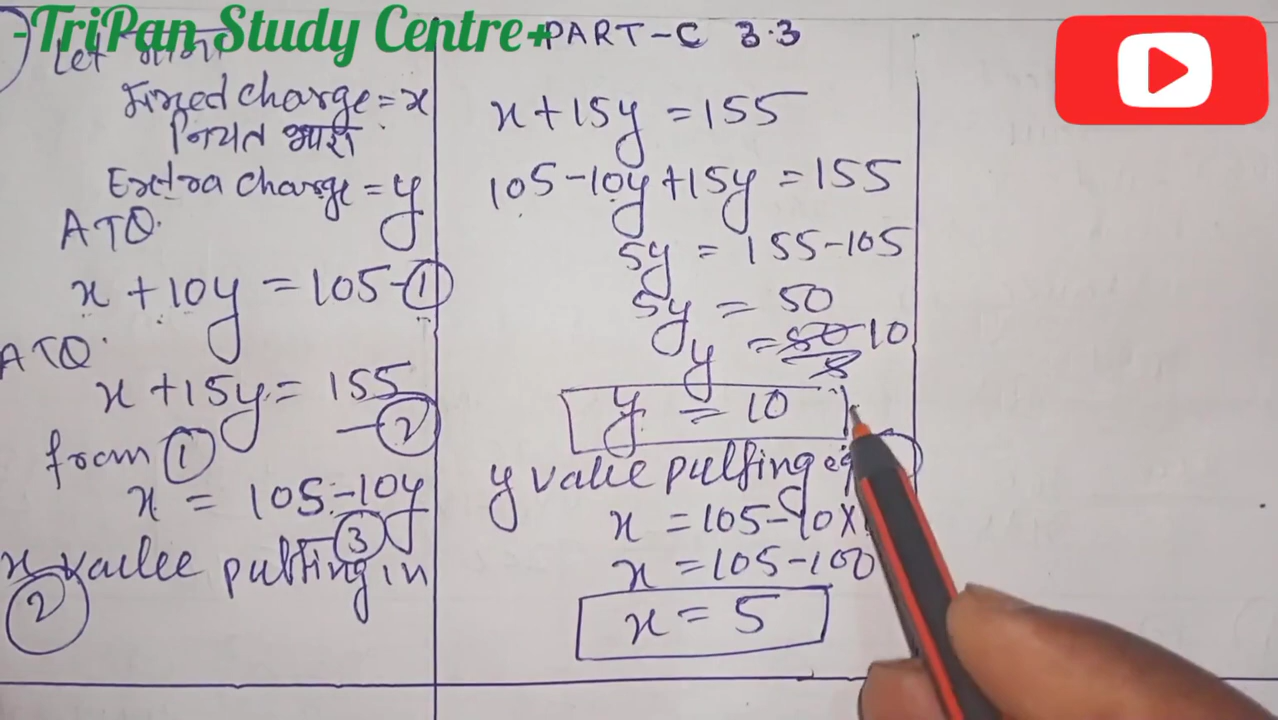 -TriPan Study Centre+
PART-C 3.3
Let माना
fixed charge = x
नियत भाड़ा
Extra charge = y
ATQ.
x + 10y = 105 - ①
ATQ.
x + 15y = 155
- ②
from ①
x = 105 - 10y
- ③
x value putting in
②
x + 15y = 155
105 - 10y + 15y = 155
5y = 155 - 105
5y = 50
y = 50 10
5
y = 10
y value putting eq
x = 105 - 10 x
x = 105 - 100
x = 5